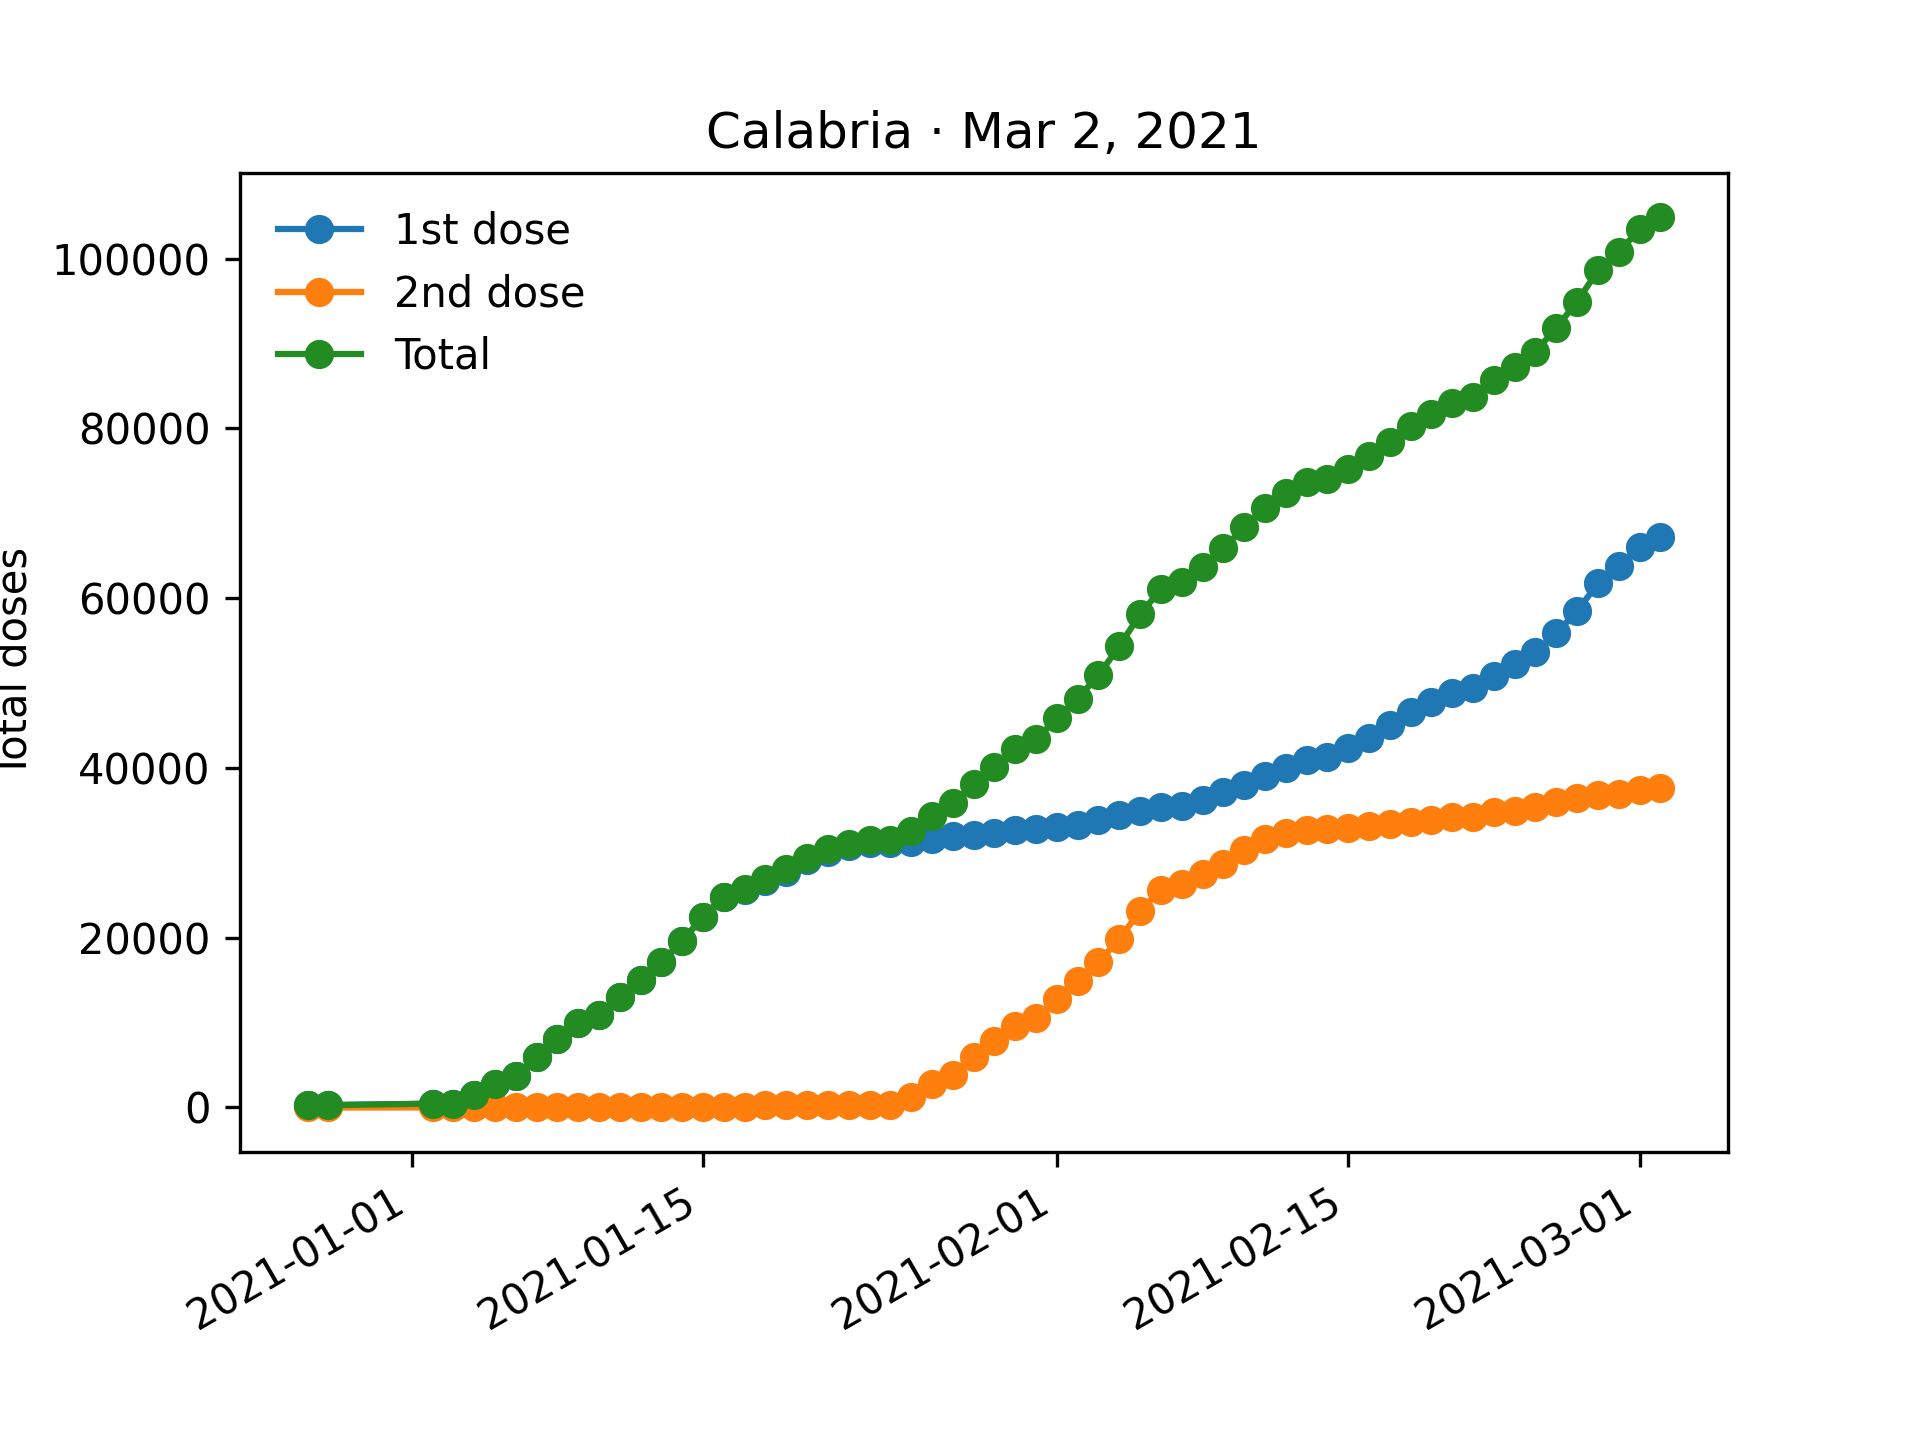 Calabria · Mar 2, 2021
1st dose
2nd dose
Total
100000
80000
60000
40000
20000
0
Total doses
2021-01-01
2021-01-15
2021-02-01
2021-02-15
2021-03-01